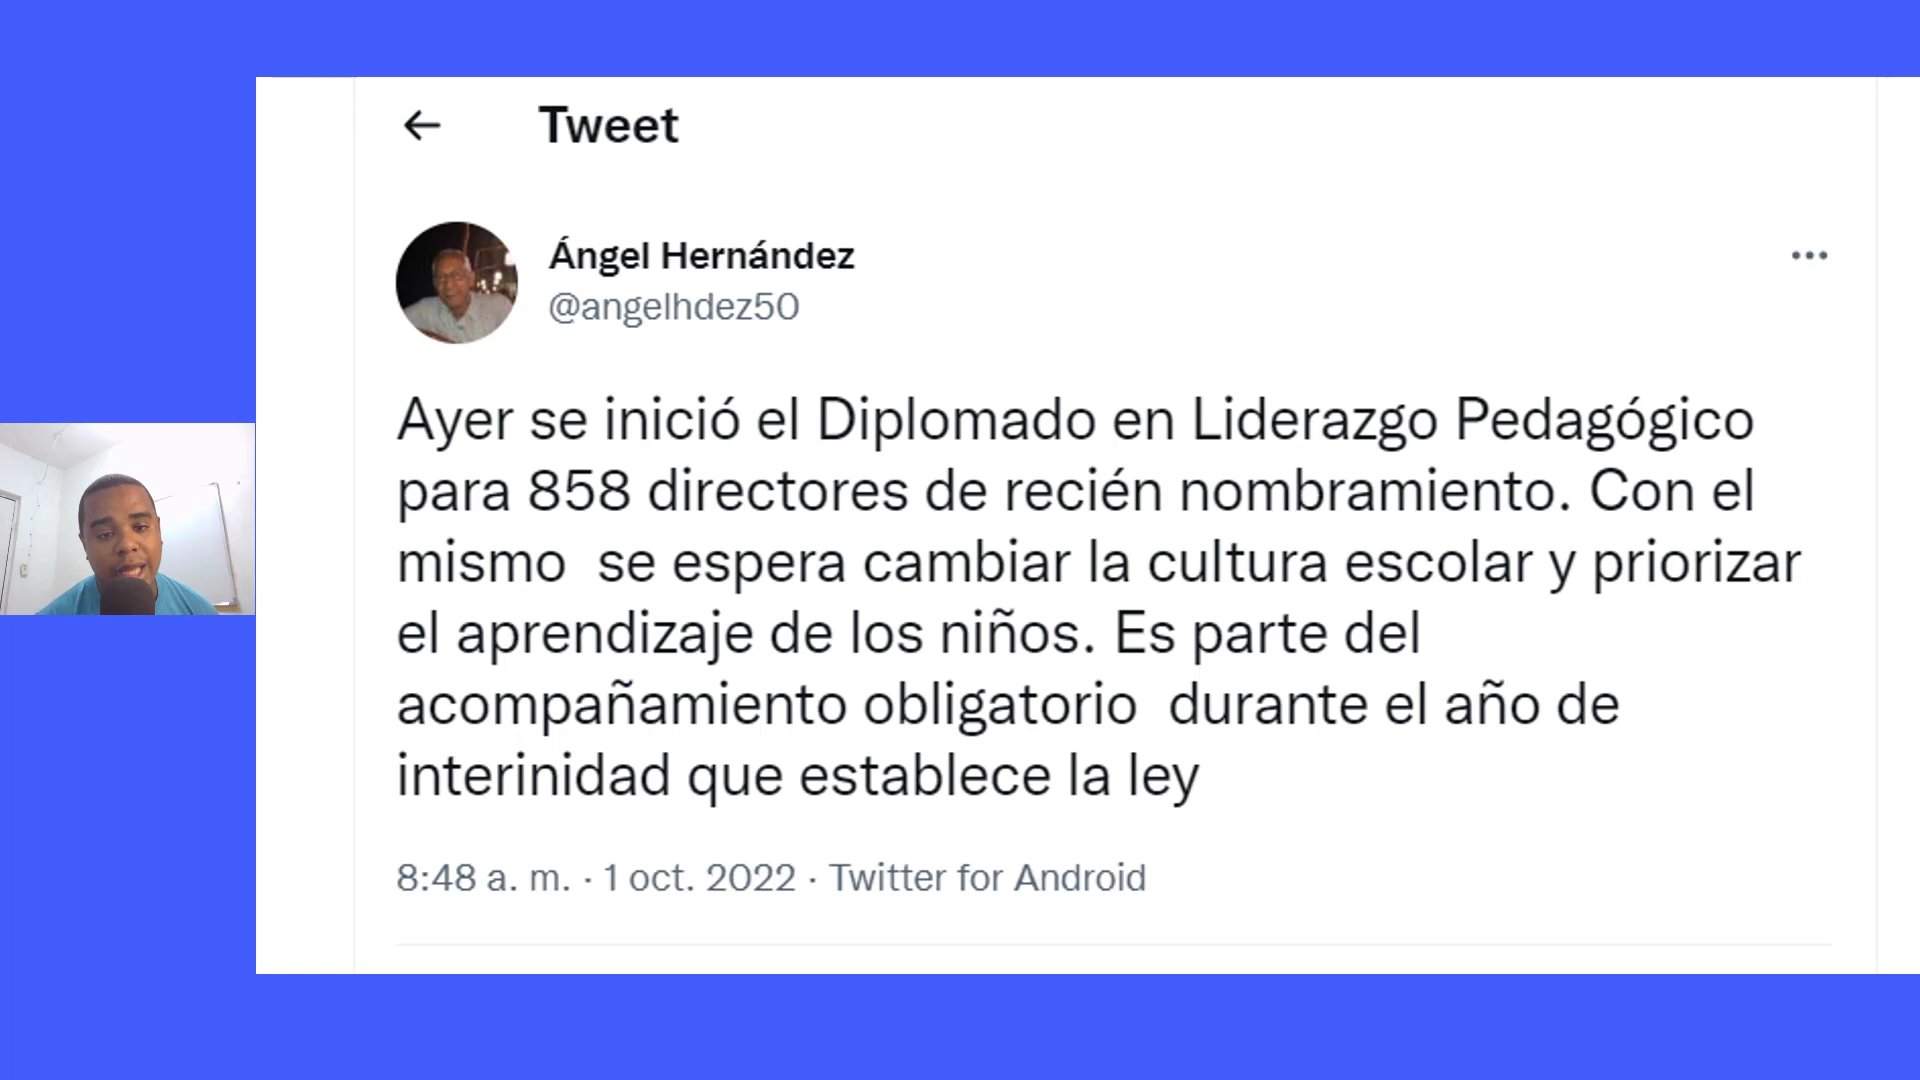 Tweet
Ángel Hernández
@angelhdez50
Ayer se inició el Diplomado en Liderazgo Pedagógico
para 858 directores de recién nombramiento. Con el
mismo  se espera cambiar la cultura escolar y priorizar
el aprendizaje de los niños. Es parte del
acompañamiento obligatorio  durante el año de
interinidad que establece la ley
8:48 a. m. · 1 oct. 2022 · Twitter for Android